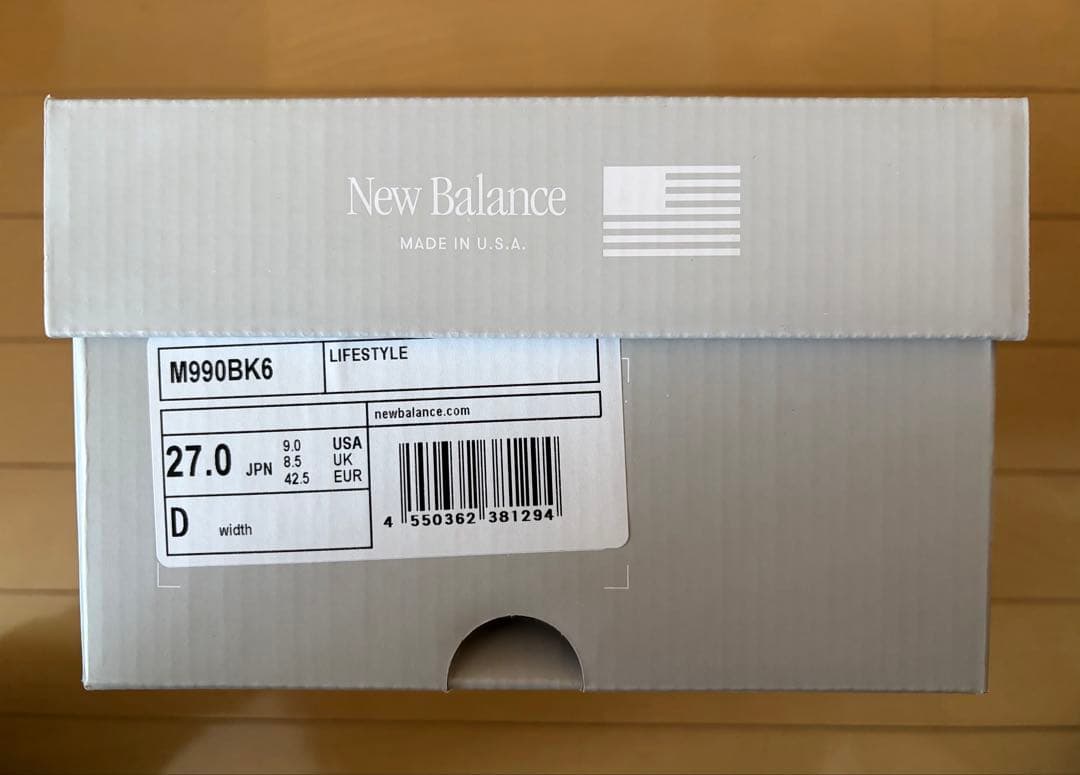 New Balance
MADE IN U.S.A.
M990BK6
LIFESTYLE
newbalance.com
27.0 JPN
9.0 USA
8.5 UK
42.5 EUR
D width
4 550362 381294